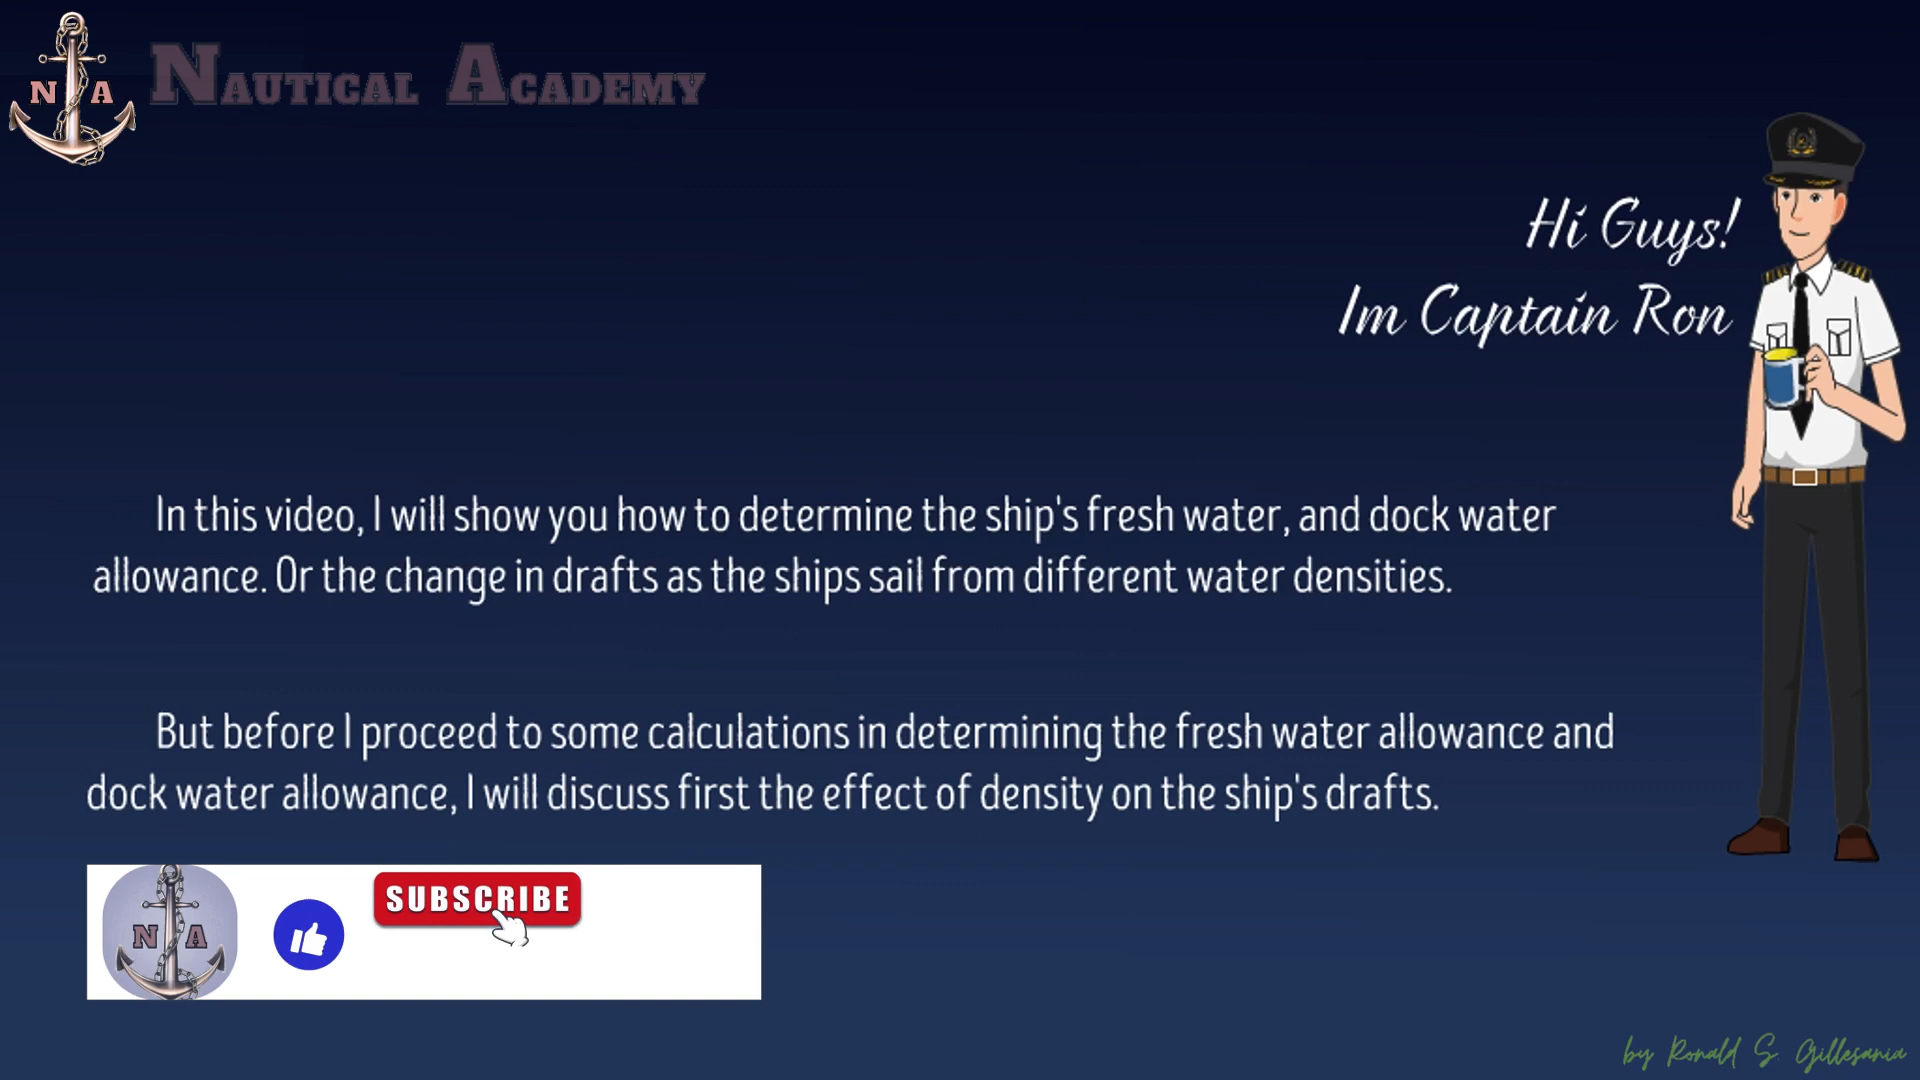 N A
NAUTICAL ACADEMY
Hi Guys!
Im Captain Ron
In this video, I will show you how to determine the ship's fresh water, and dock water
allowance. Or the change in drafts as the ships sail from different water densities.
But before I proceed to some calculations in determining the fresh water allowance and
dock water allowance, I will discuss first the effect of density on the ship's drafts.
N A
SUBSCRIBE
by Ronald S. Gillesania